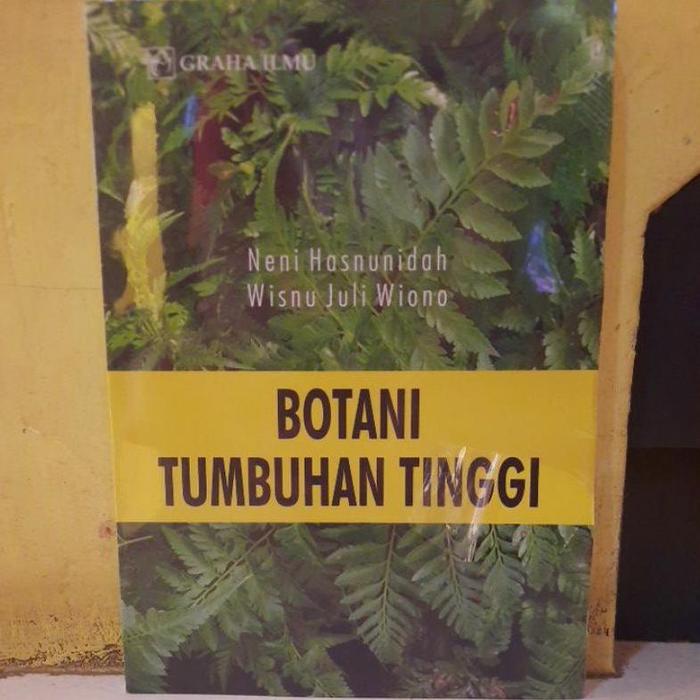 GRAHA ILMU
Neni Hasnunidah
Wisnu Juli Wiono
BOTANI
TUMBUHAN TINGGI